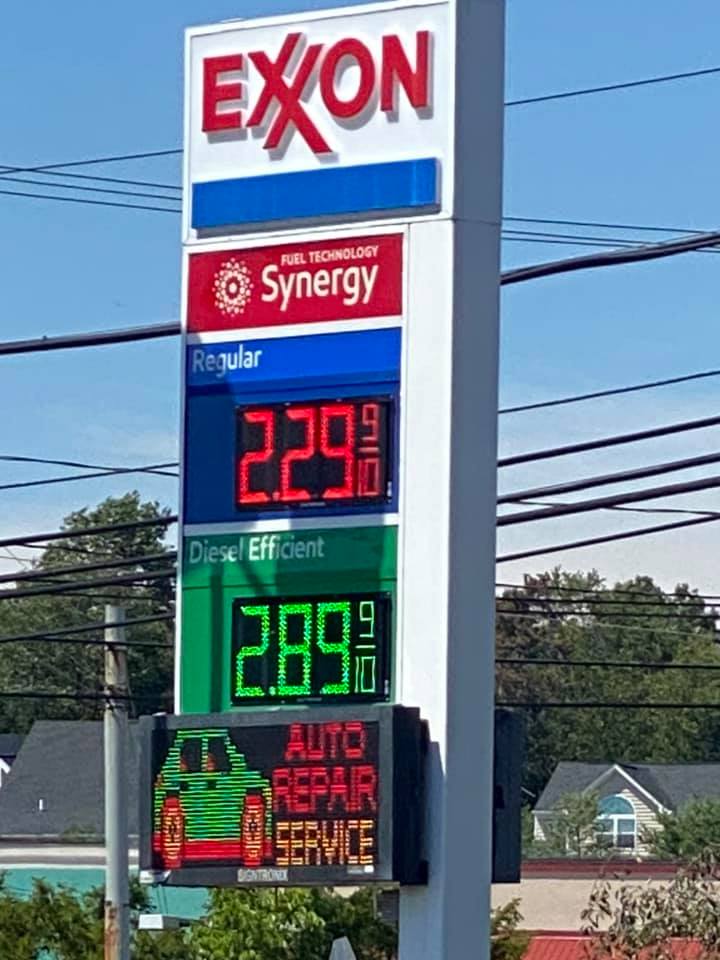 EXXON
FUEL TECHNOLOGY
Synergy
Regular
2.29 9/10
Diesel Efficient
2.89 9/10
AUTO
REPAIR
SERVICE
SIGNTRONIX